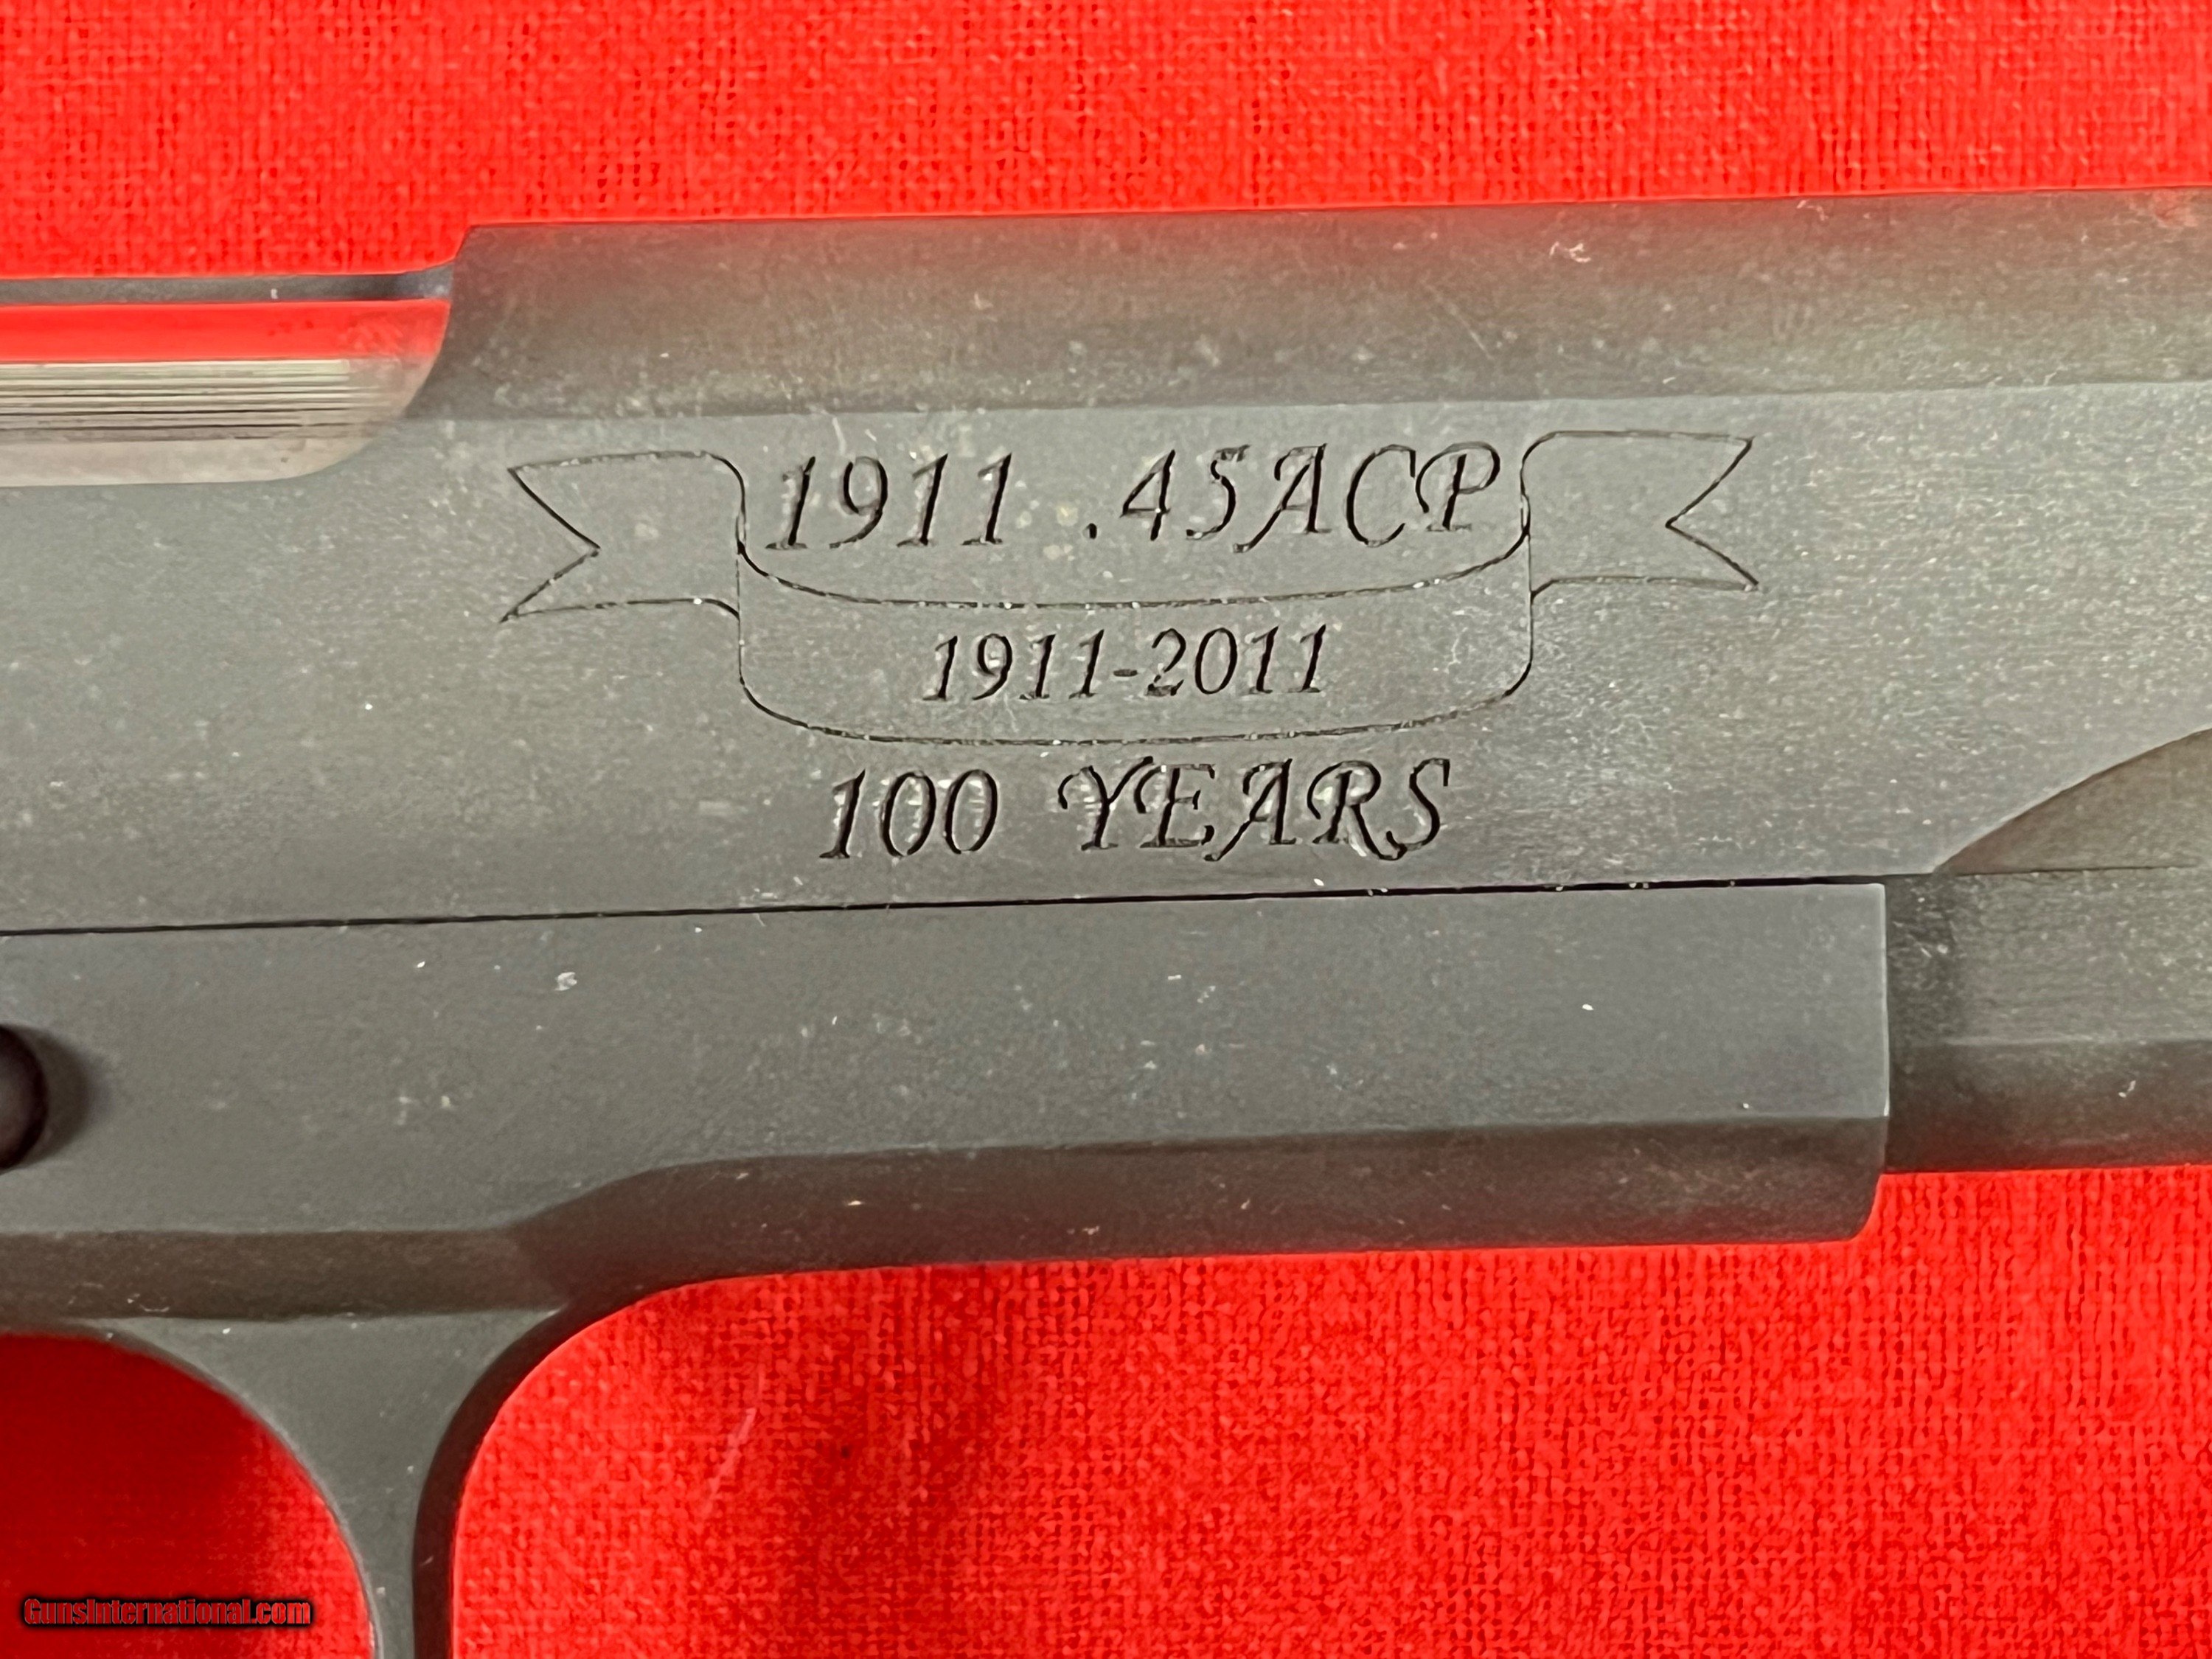 1911 .45ACP
1911-2011
100 YEARS
GunsInternational.com